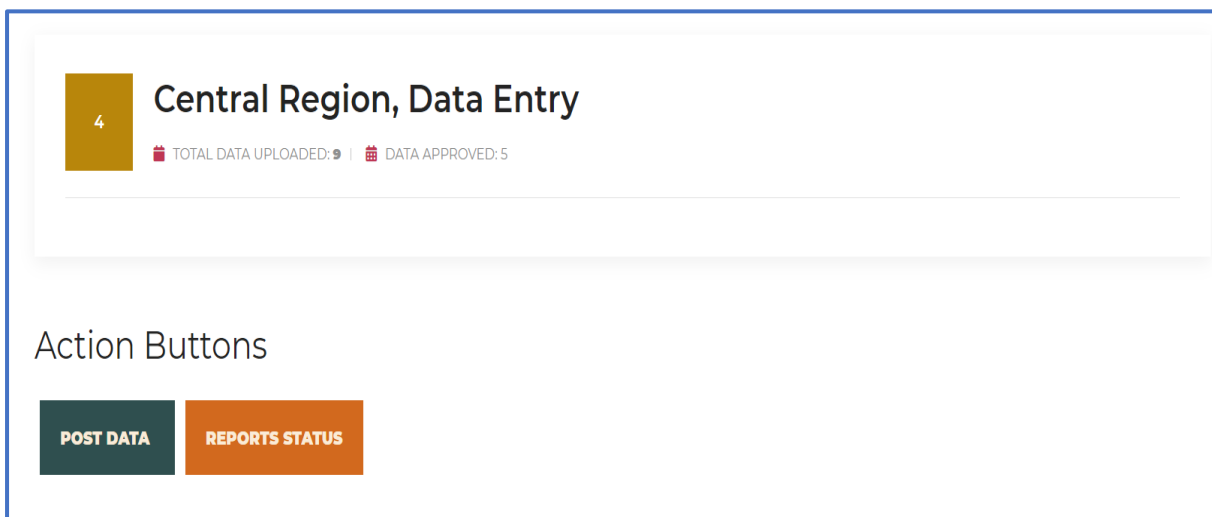 4
Central Region, Data Entry
TOTAL DATA UPLOADED: 9 | DATA APPROVED: 5
Action Buttons
POST DATA
REPORTS STATUS